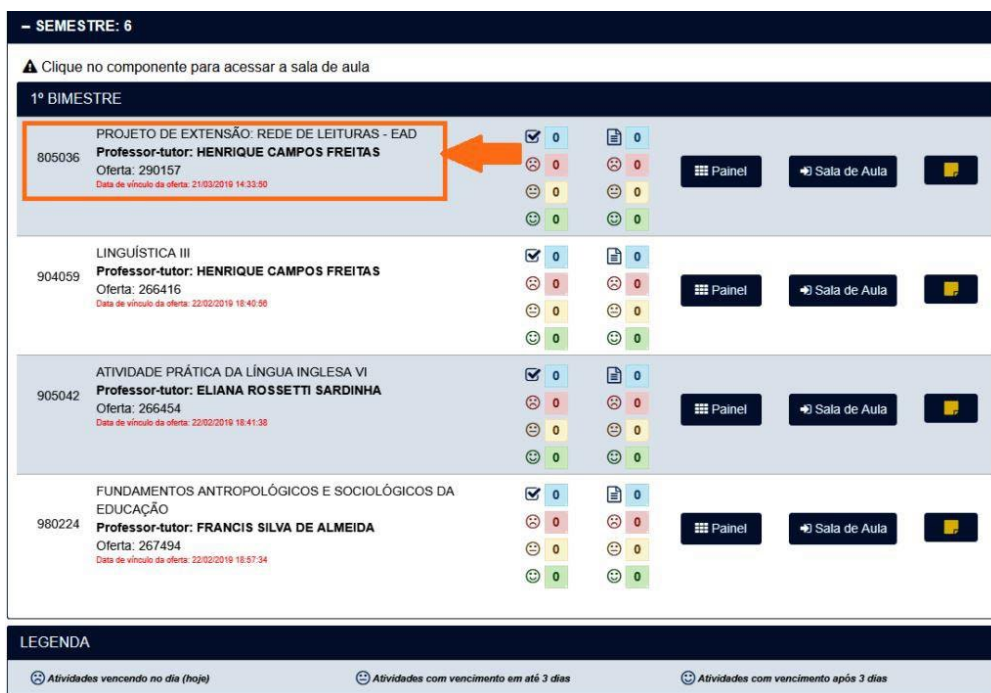 – SEMESTRE: 6
Clique no componente para acessar a sala de aula
1º BIMESTRE
PROJETO DE EXTENSÃO: REDE DE LEITURAS - EAD
805036
Professor-tutor: HENRIQUE CAMPOS FREITAS
Oferta: 290157
Data de vínculo da oferta: 21/03/2019 14:33:50
0 0
0 0
0 0
0 0
Painel
Sala de Aula
LINGUÍSTICA III
904059
Professor-tutor: HENRIQUE CAMPOS FREITAS
Oferta: 266416
Data de vínculo da oferta: 22/02/2019 18:40:56
0 0
0 0
0 0
0 0
Painel
Sala de Aula
ATIVIDADE PRÁTICA DA LÍNGUA INGLESA VI
905042
Professor-tutor: ELIANA ROSSETTI SARDINHA
Oferta: 266454
Data de vínculo da oferta: 22/02/2019 18:41:38
0 0
0 0
0 0
0 0
Painel
Sala de Aula
FUNDAMENTOS ANTROPOLÓGICOS E SOCIOLÓGICOS DA
EDUCAÇÃO
980224
Professor-tutor: FRANCIS SILVA DE ALMEIDA
Oferta: 267494
Data de vínculo da oferta: 22/02/2019 18:57:34
0 0
0 0
0 0
0 0
Painel
Sala de Aula
LEGENDA
Atividades vencendo no dia (hoje)
Atividades com vencimento em até 3 dias
Atividades com vencimento após 3 dias